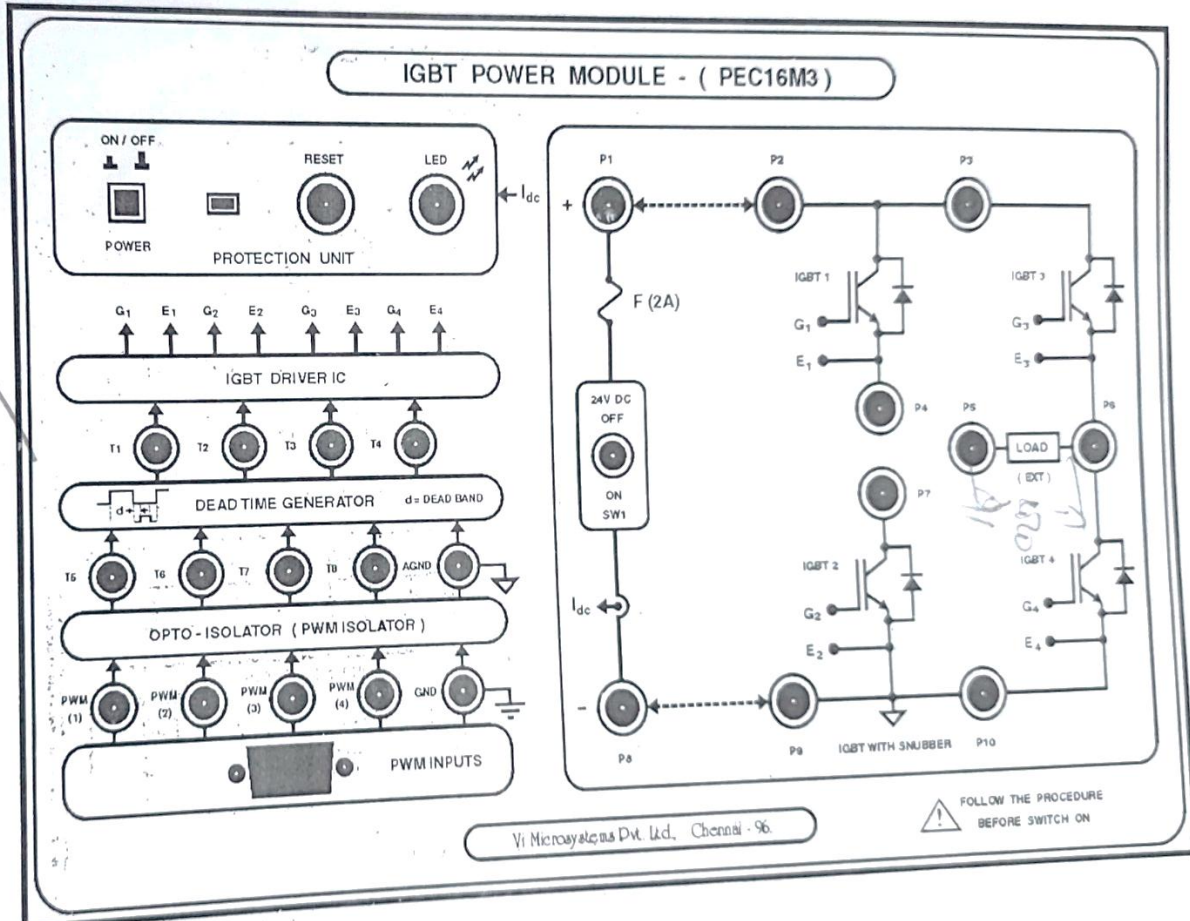 IGBT POWER MODULE - ( PEC16M3 )
ON / OFF
RESET
LED
Idc
POWER
PROTECTION UNIT
G1 E1 G2 E2 G3 E3 G4 E4
IGBT DRIVER IC
T1 T2 T3 T4
DEAD TIME GENERATOR
d
d = DEAD BAND
T5 T6 T7 T8 AGND
OPTO - ISOLATOR ( PWM ISOLATOR )
PWM (1)
PWM (2)
PWM (3)
PWM (4)
GND
PWM INPUTS
P1 P2 P3
+
F (2A)
IGBT 1
G1
E1
IGBT 3
G3
E3
24V DC
OFF
ON
SW1
P4
P5
LOAD
( EXT )
P6
P7
Idc
IGBT 2
G2
E2
IGBT 4
G4
E4
-
P8
P9
IGBT WITH SNUBBER
P10
Vi Microsystems Pvt. Ltd., Chennai - 96.
!
FOLLOW THE PROCEDURE
BEFORE SWITCH ON